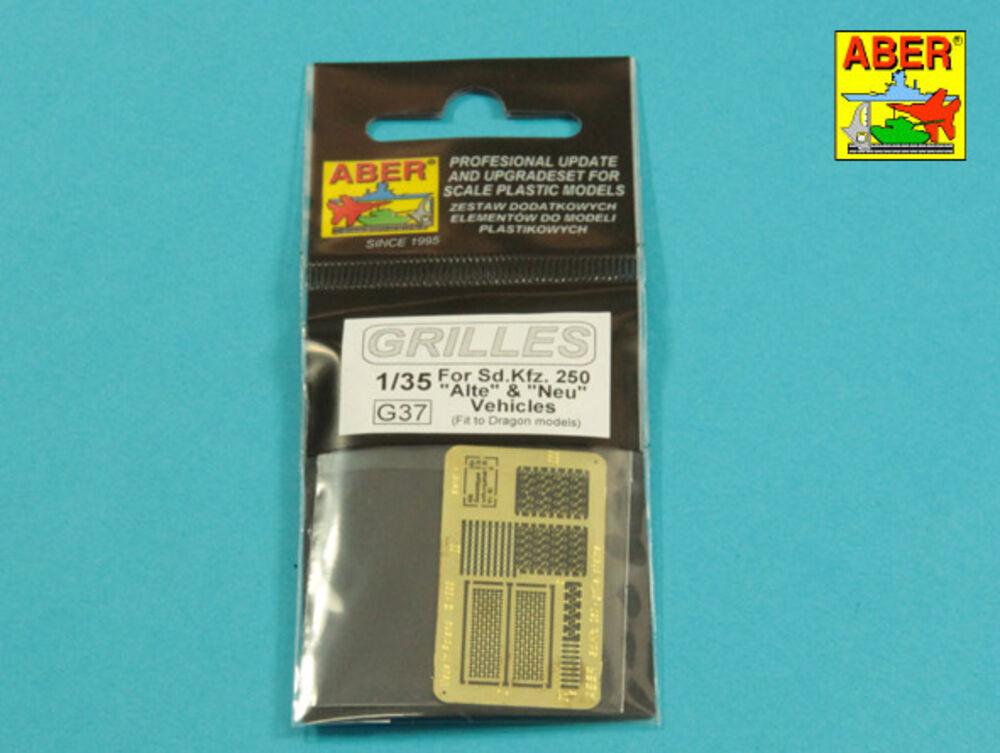 ABER®
ABER®
SINCE 1995
PROFESIONAL UPDATE
AND UPGRADESET FOR
SCALE PLASTIC MODELS
ZESTAW DODATKOWYCH
ELEMENTÓW DO MODELI
PLASTIKOWYCH
GRILLES
1/35 For Sd.Kfz. 250
"Alte" & "Neu"
G37 Vehicles
(Fit to Dragon models)